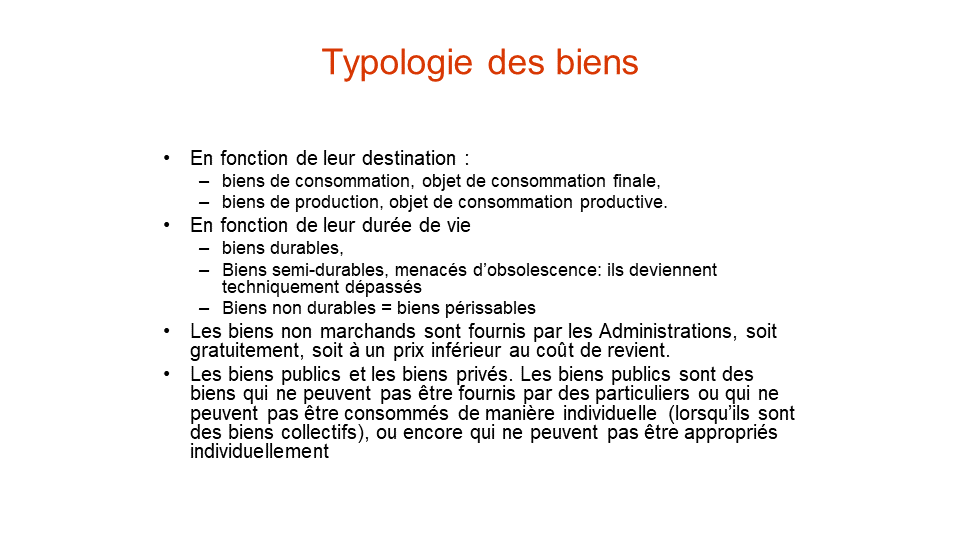 Typologie des biens
• En fonction de leur destination :
– biens de consommation, objet de consommation finale,
– biens de production, objet de consommation productive.
• En fonction de leur durée de vie
– biens durables,
– Biens semi-durables, menacés d’obsolescence: ils deviennent
techniquement dépassés
– Biens non durables = biens périssables
• Les biens non marchands sont fournis par les Administrations, soit
gratuitement, soit à un prix inférieur au coût de revient.
• Les biens publics et les biens privés. Les biens publics sont des
biens qui ne peuvent pas être fournis par des particuliers ou qui ne
peuvent pas être consommés de manière individuelle (lorsqu’ils sont
des biens collectifs), ou encore qui ne peuvent pas être appropriés
individuellement